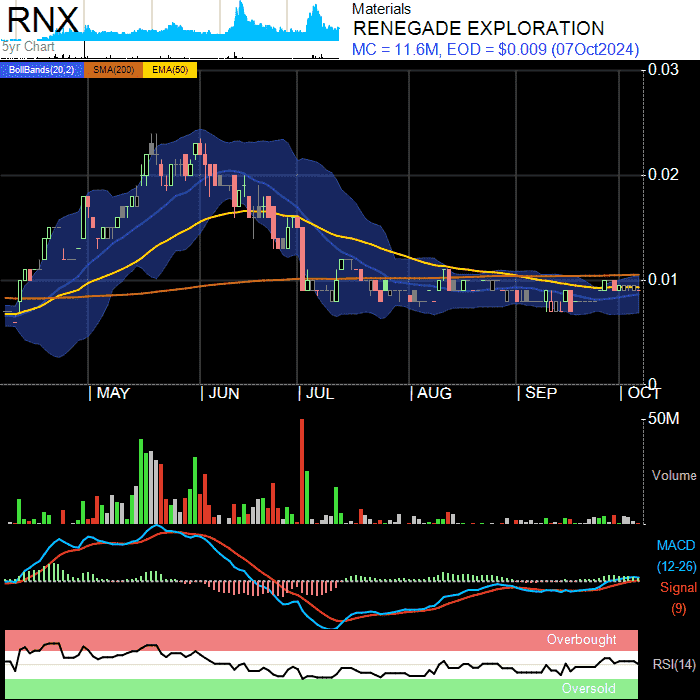 RNX
5yr Chart
Materials
RENEGADE EXPLORATION
MC = 11.6M, EOD = $0.009 (07Oct2024)
BollBands(20,2) SMA(200) EMA(50)
0.03
0.02
0.01
0
| MAY | JUN | JUL | AUG | SEP | OCT
50M
Volume
MACD
(12-26)
Signal
(9)
Overbought
RSI(14)
Oversold